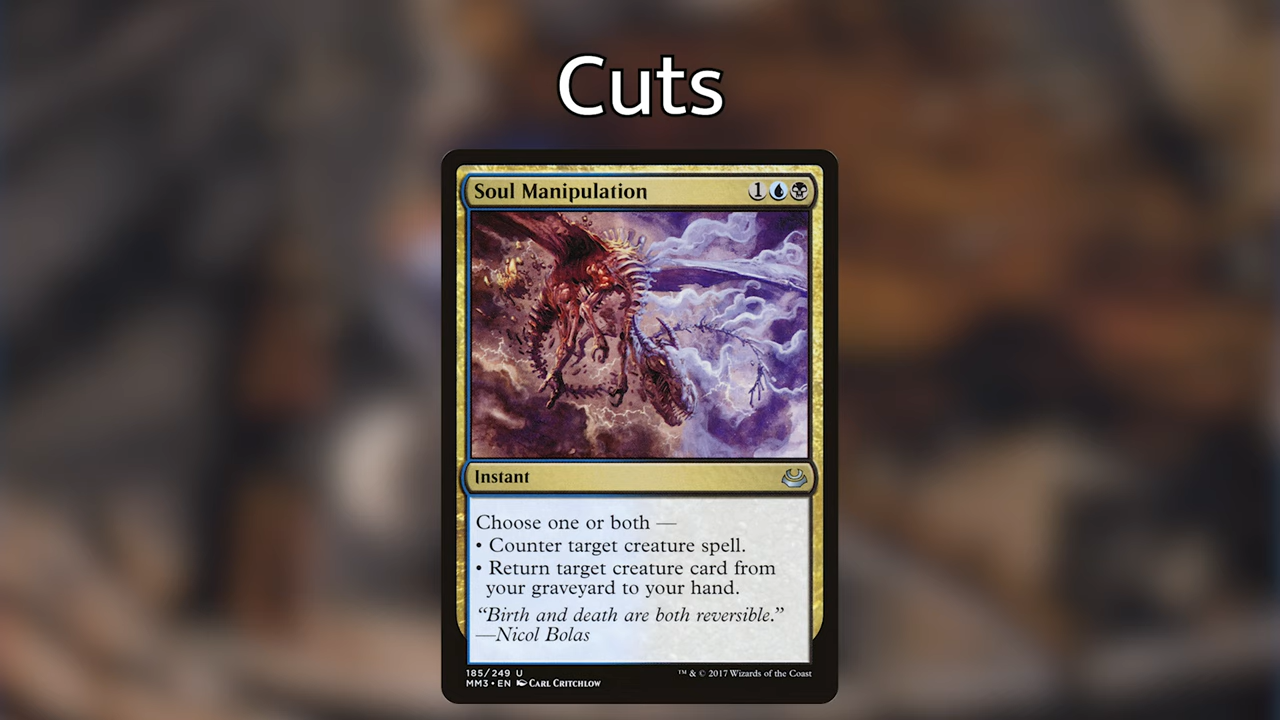 Cuts
Soul Manipulation 1
Instant
Choose one or both —
• Counter target creature spell.
• Return target creature card from
your graveyard to your hand.
“Birth and death are both reversible.”
—Nicol Bolas
185/249 U
MM3 • EN Carl Critchlow
™ & © 2017 Wizards of the Coast